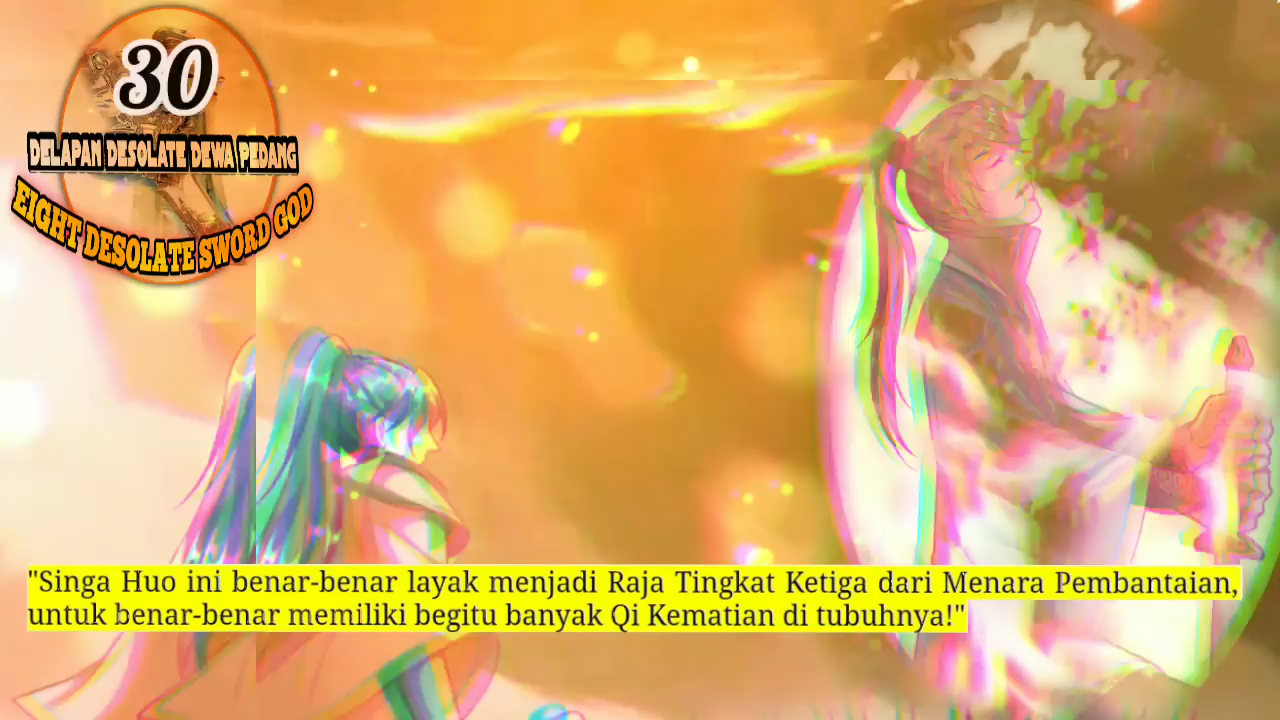 30
DELAPAN DESOLATE DEWA PEDANG
EIGHT DESOLATE SWORD GOD
"Singa Huo ini benar-benar layak menjadi Raja Tingkat Ketiga dari Menara Pembantaian,
untuk benar-benar memiliki begitu banyak Qi Kematian di tubuhnya!"